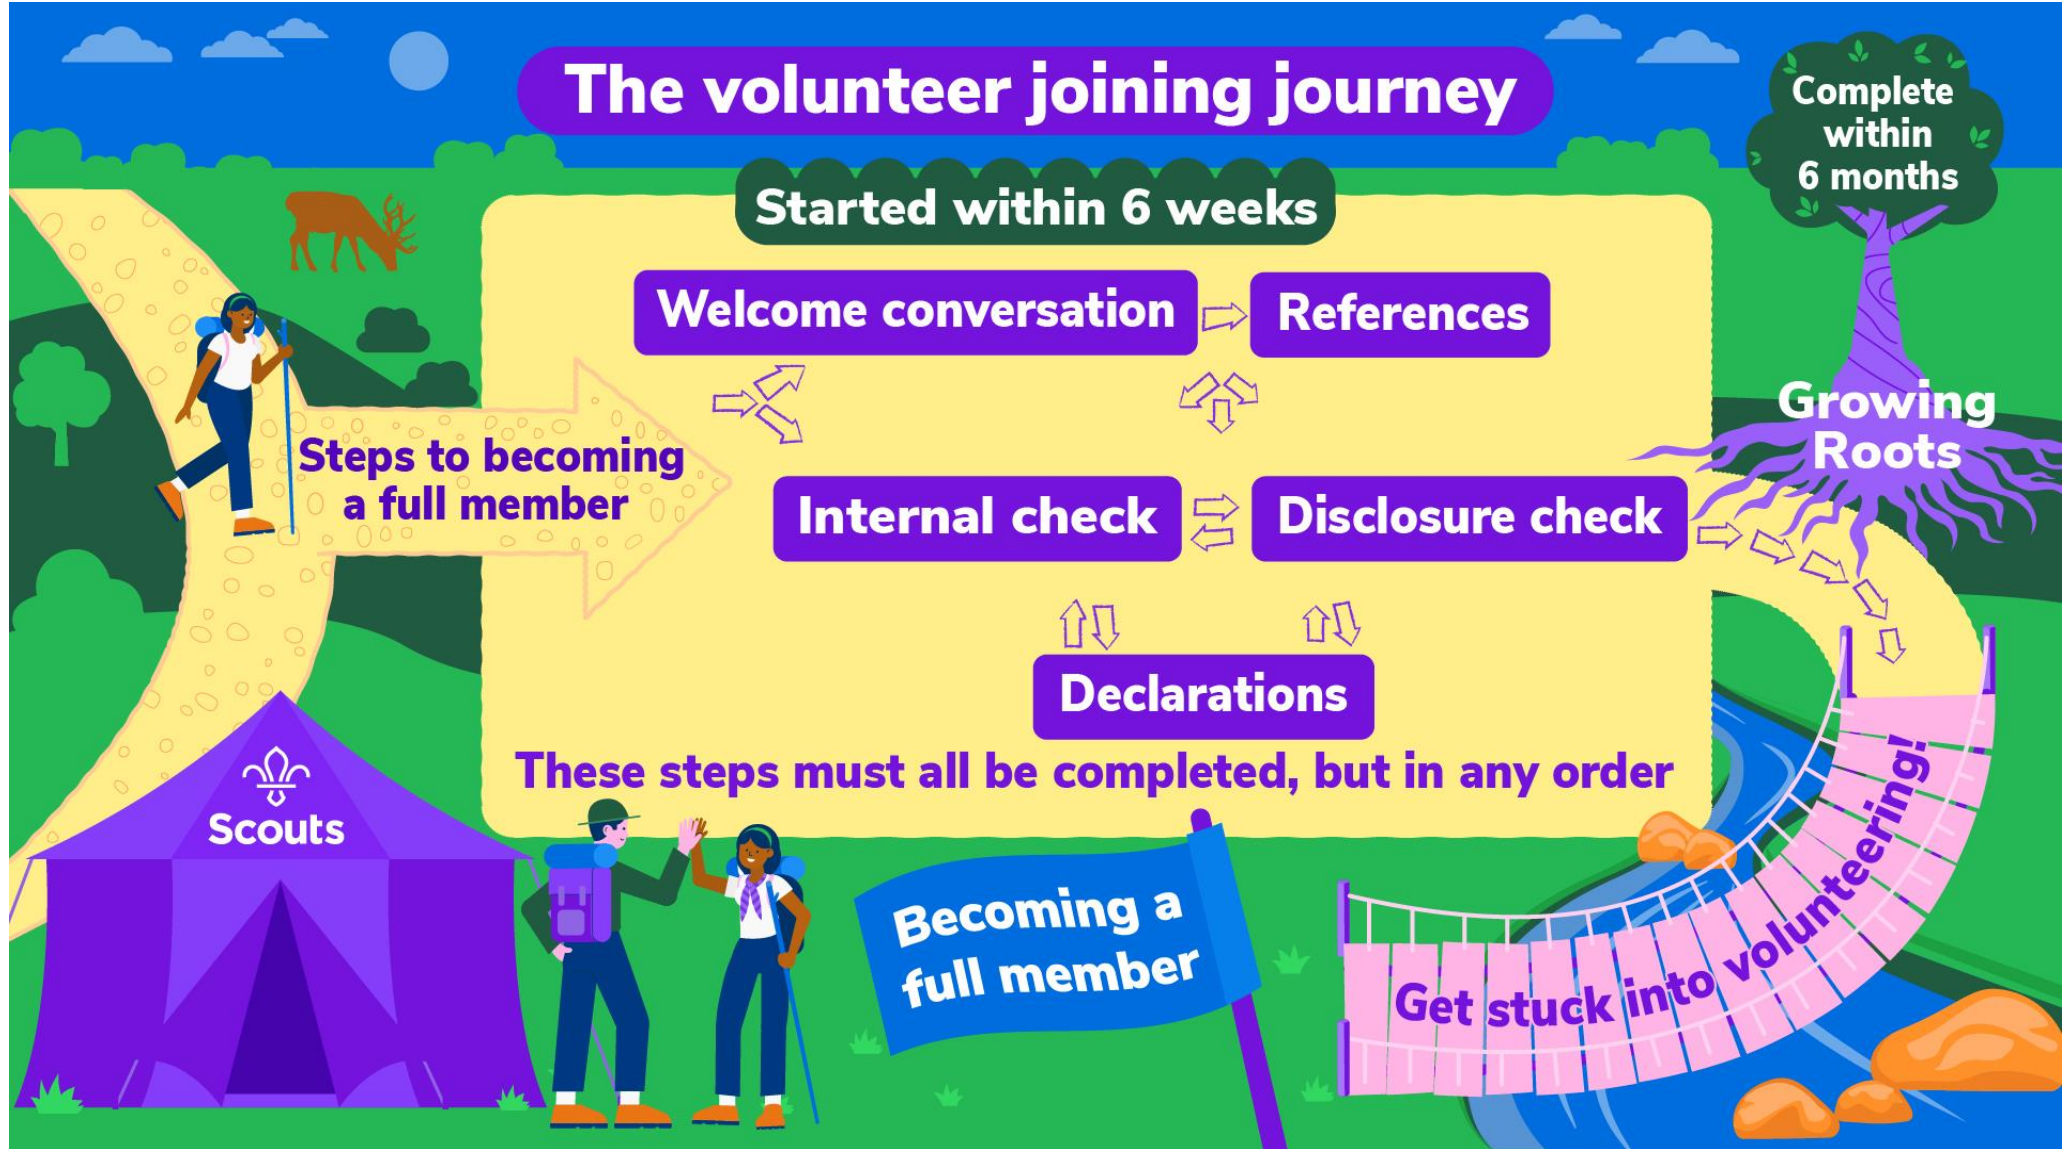 The volunteer joining journey
Complete
within
6 months
Started within 6 weeks
Welcome conversation
References
Growing
Roots
Steps to becoming
a full member
Internal check
Disclosure check
Declarations
These steps must all be completed, but in any order
Scouts
Becoming a
full member
Get stuck into volunteering!